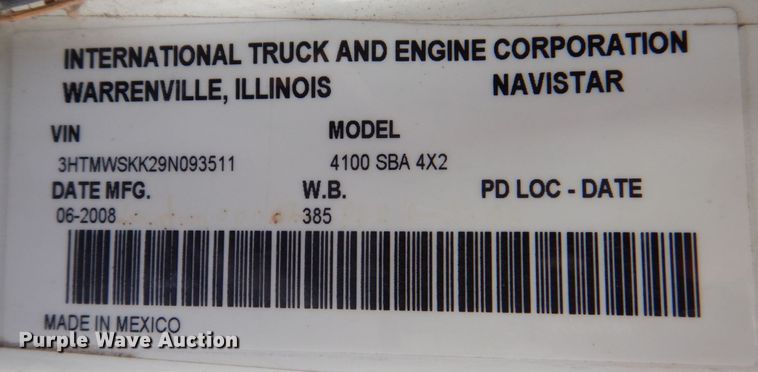 INTERNATIONAL TRUCK AND ENGINE CORPORATION
WARRENVILLE, ILLINOIS NAVISTAR
VIN MODEL
3HTMWSKK29N093511 4100 SBA 4X2
DATE MFG. W.B. PD LOC - DATE
06-2008 385
MADE IN MEXICO
Purple Wave Auction